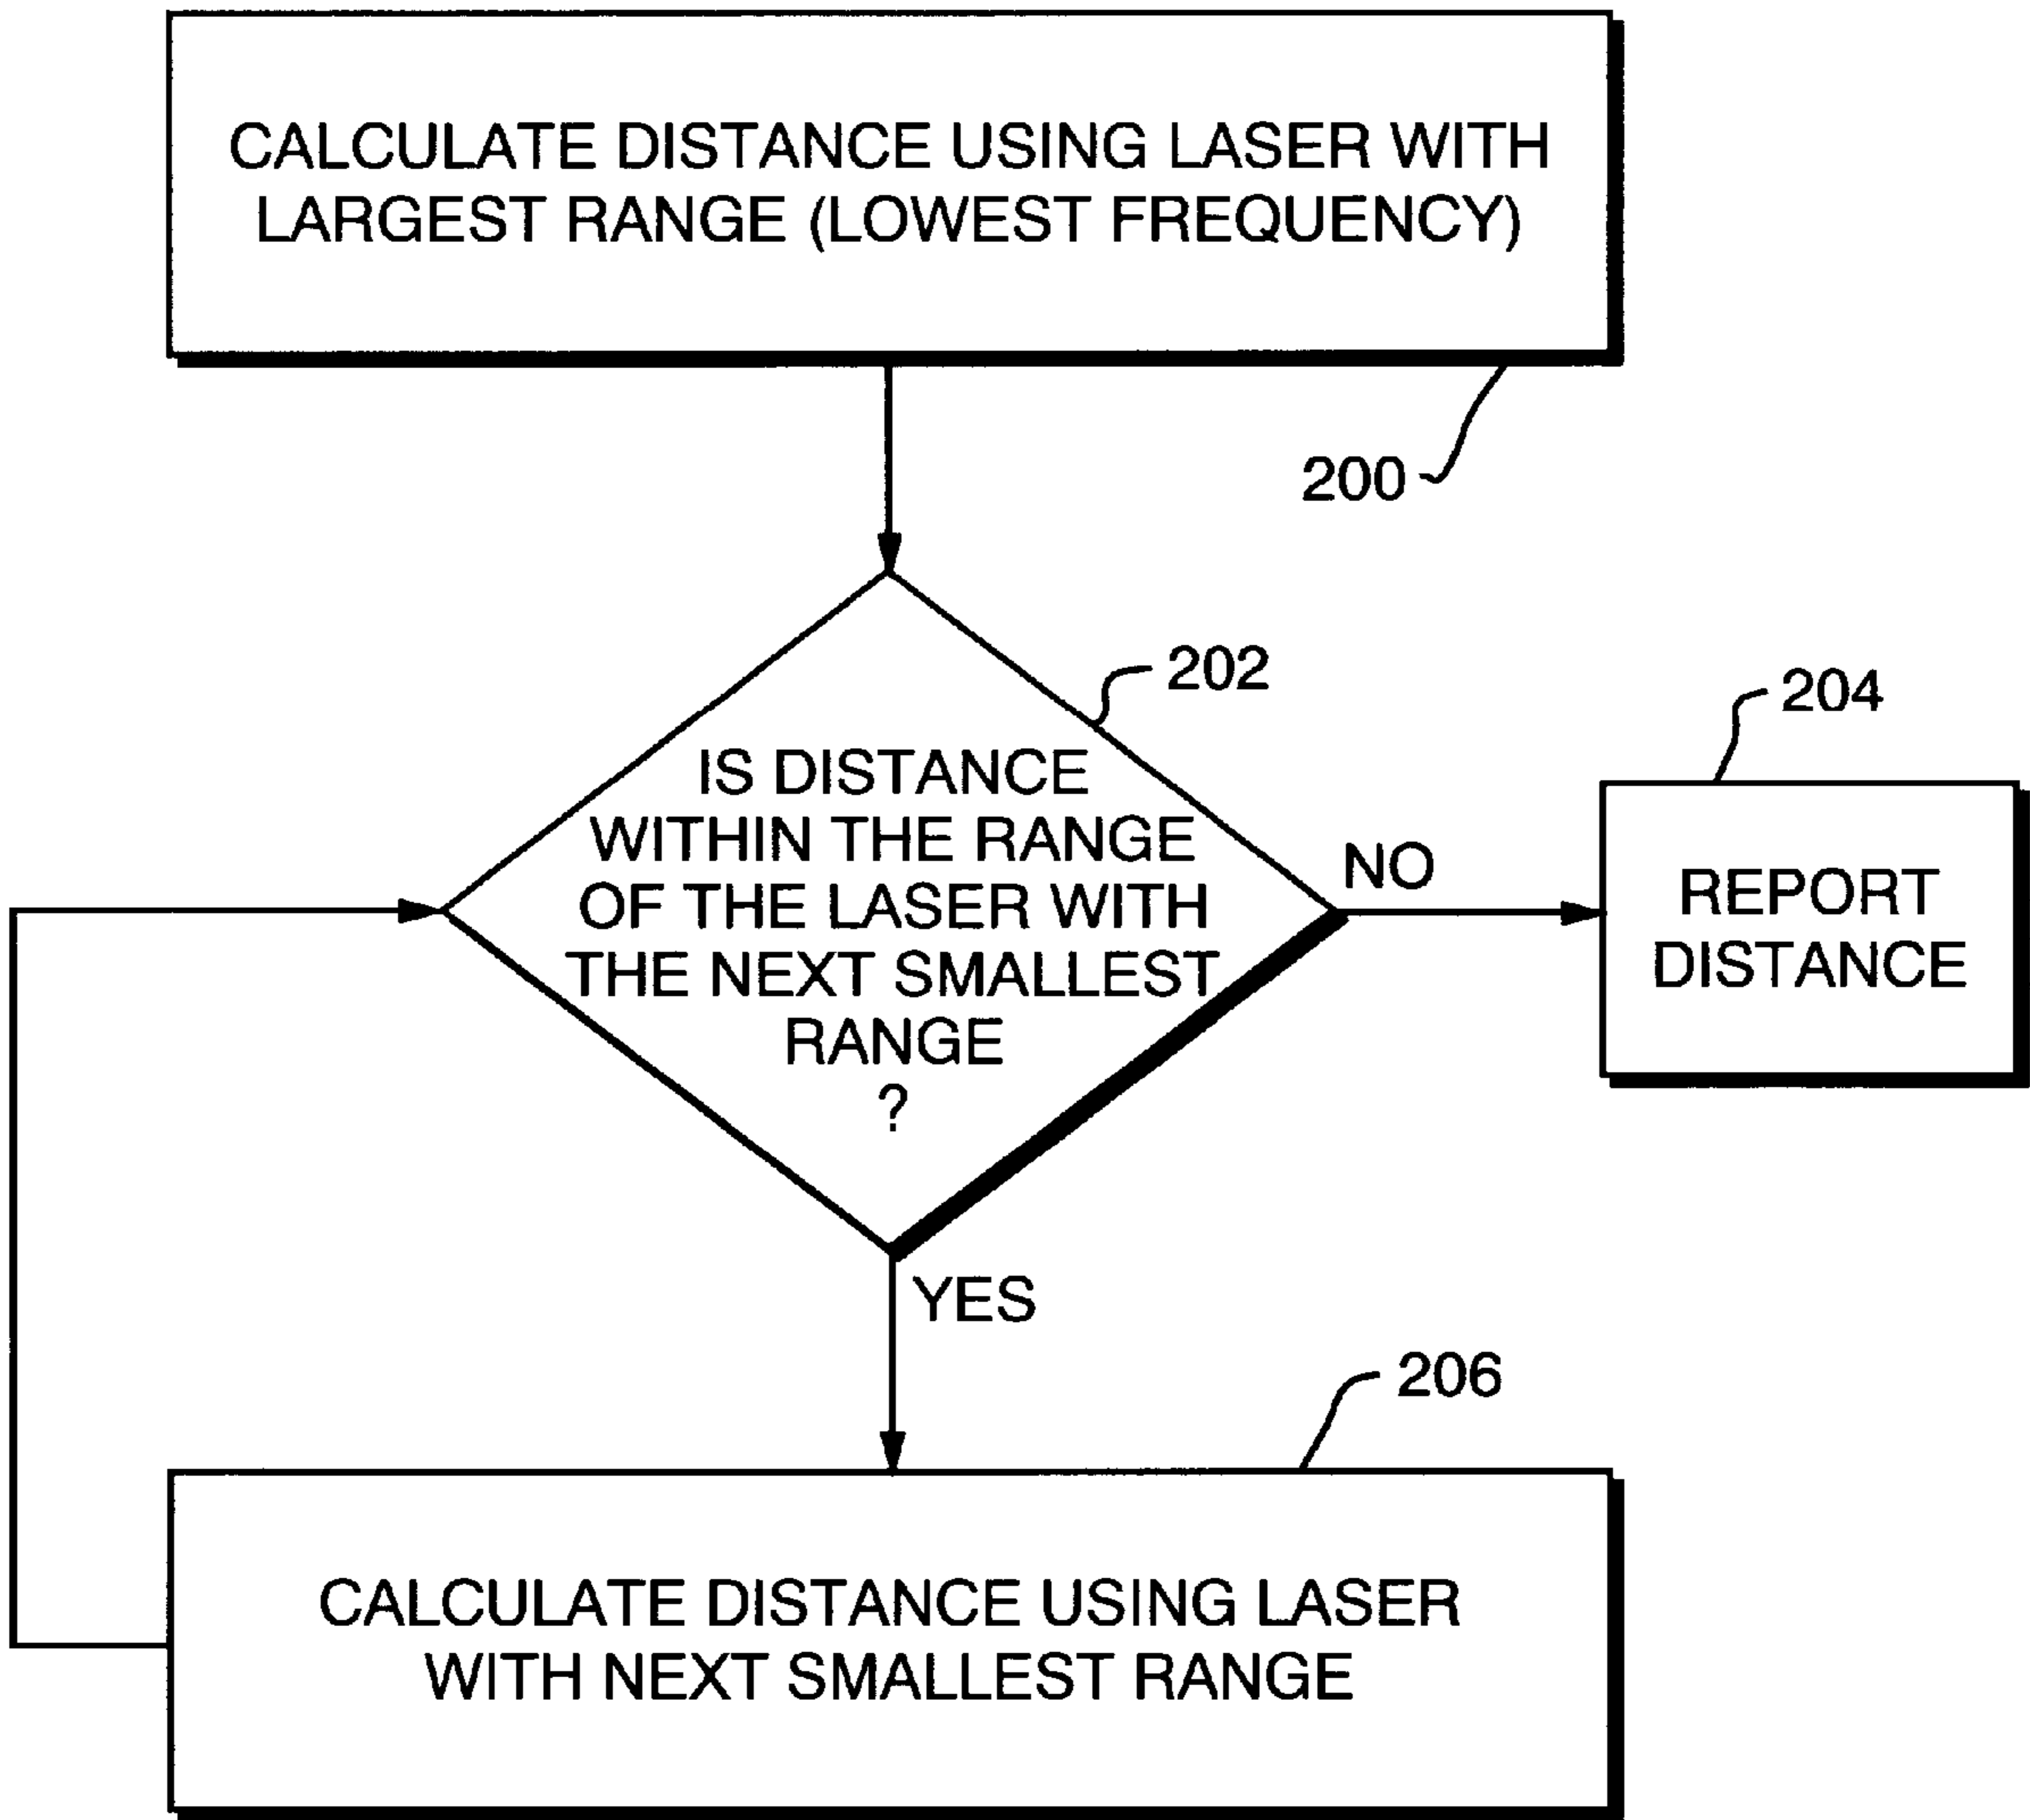 CALCULATE DISTANCE USING LASER WITH
LARGEST RANGE (LOWEST FREQUENCY)
200
202
204
IS DISTANCE
WITHIN THE RANGE
OF THE LASER WITH
THE NEXT SMALLEST
RANGE
?
NO
REPORT
DISTANCE
YES
206
CALCULATE DISTANCE USING LASER
WITH NEXT SMALLEST RANGE